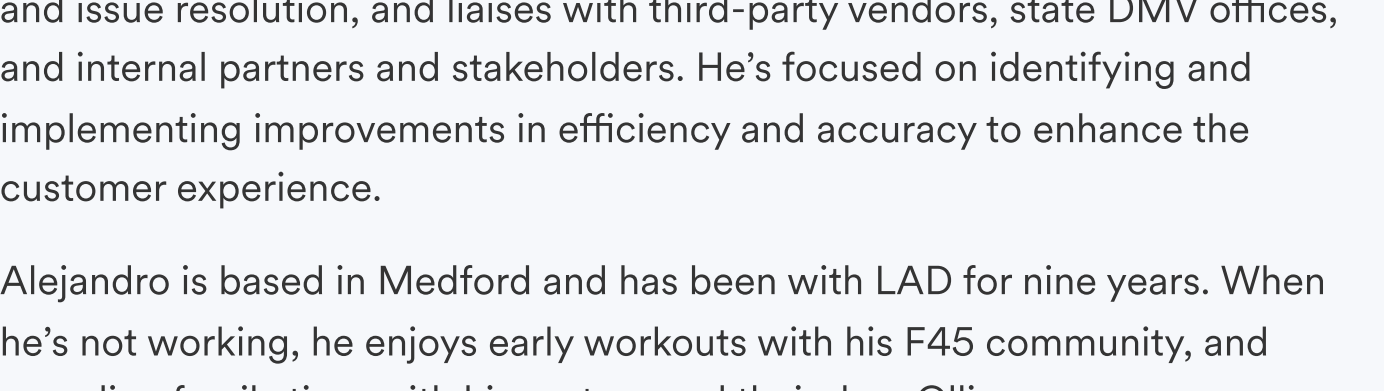 and issue resolution, and liaises with third-party vendors, state DMV offices,
and internal partners and stakeholders. He’s focused on identifying and
implementing improvements in efficiency and accuracy to enhance the
customer experience.
Alejandro is based in Medford and has been with LAD for nine years. When
he’s not working, he enjoys early workouts with his F45 community, and